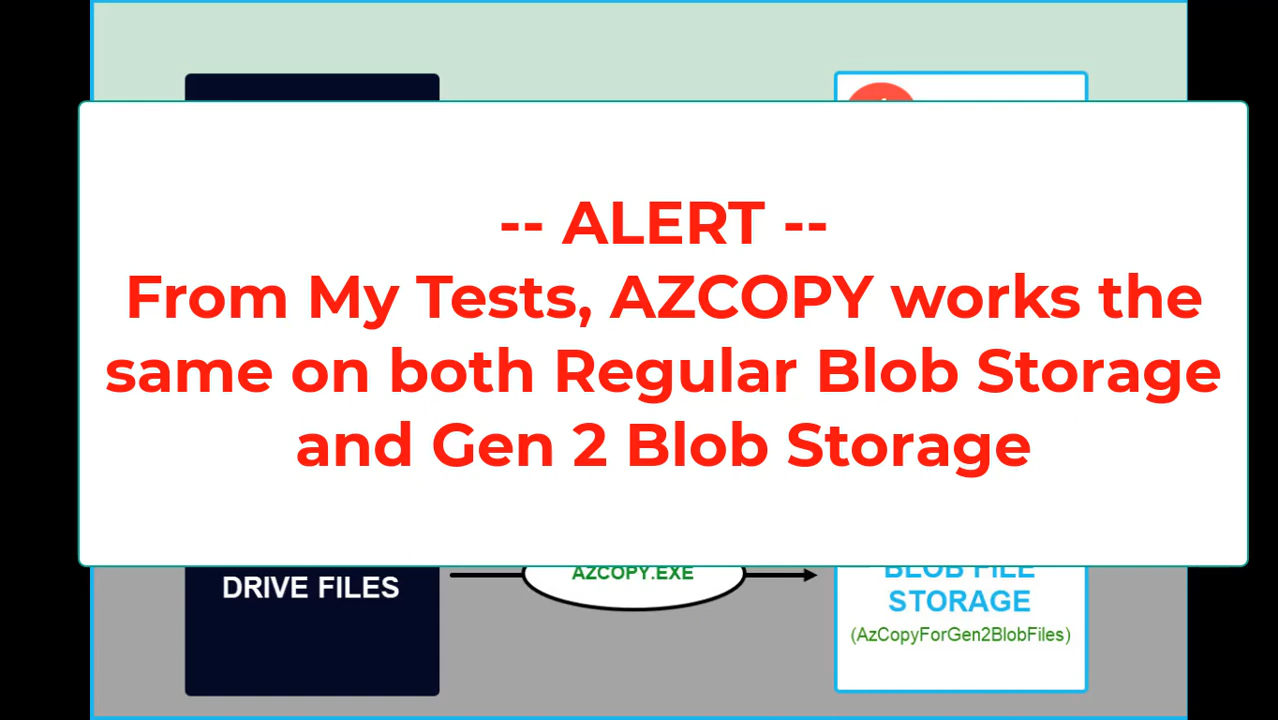 -- ALERT --
From My Tests, AZCOPY works the
same on both Regular Blob Storage
and Gen 2 Blob Storage
AZCOPY.EXE
DRIVE FILES
BLOB FILE
STORAGE
(AzCopyForGen2BlobFiles)